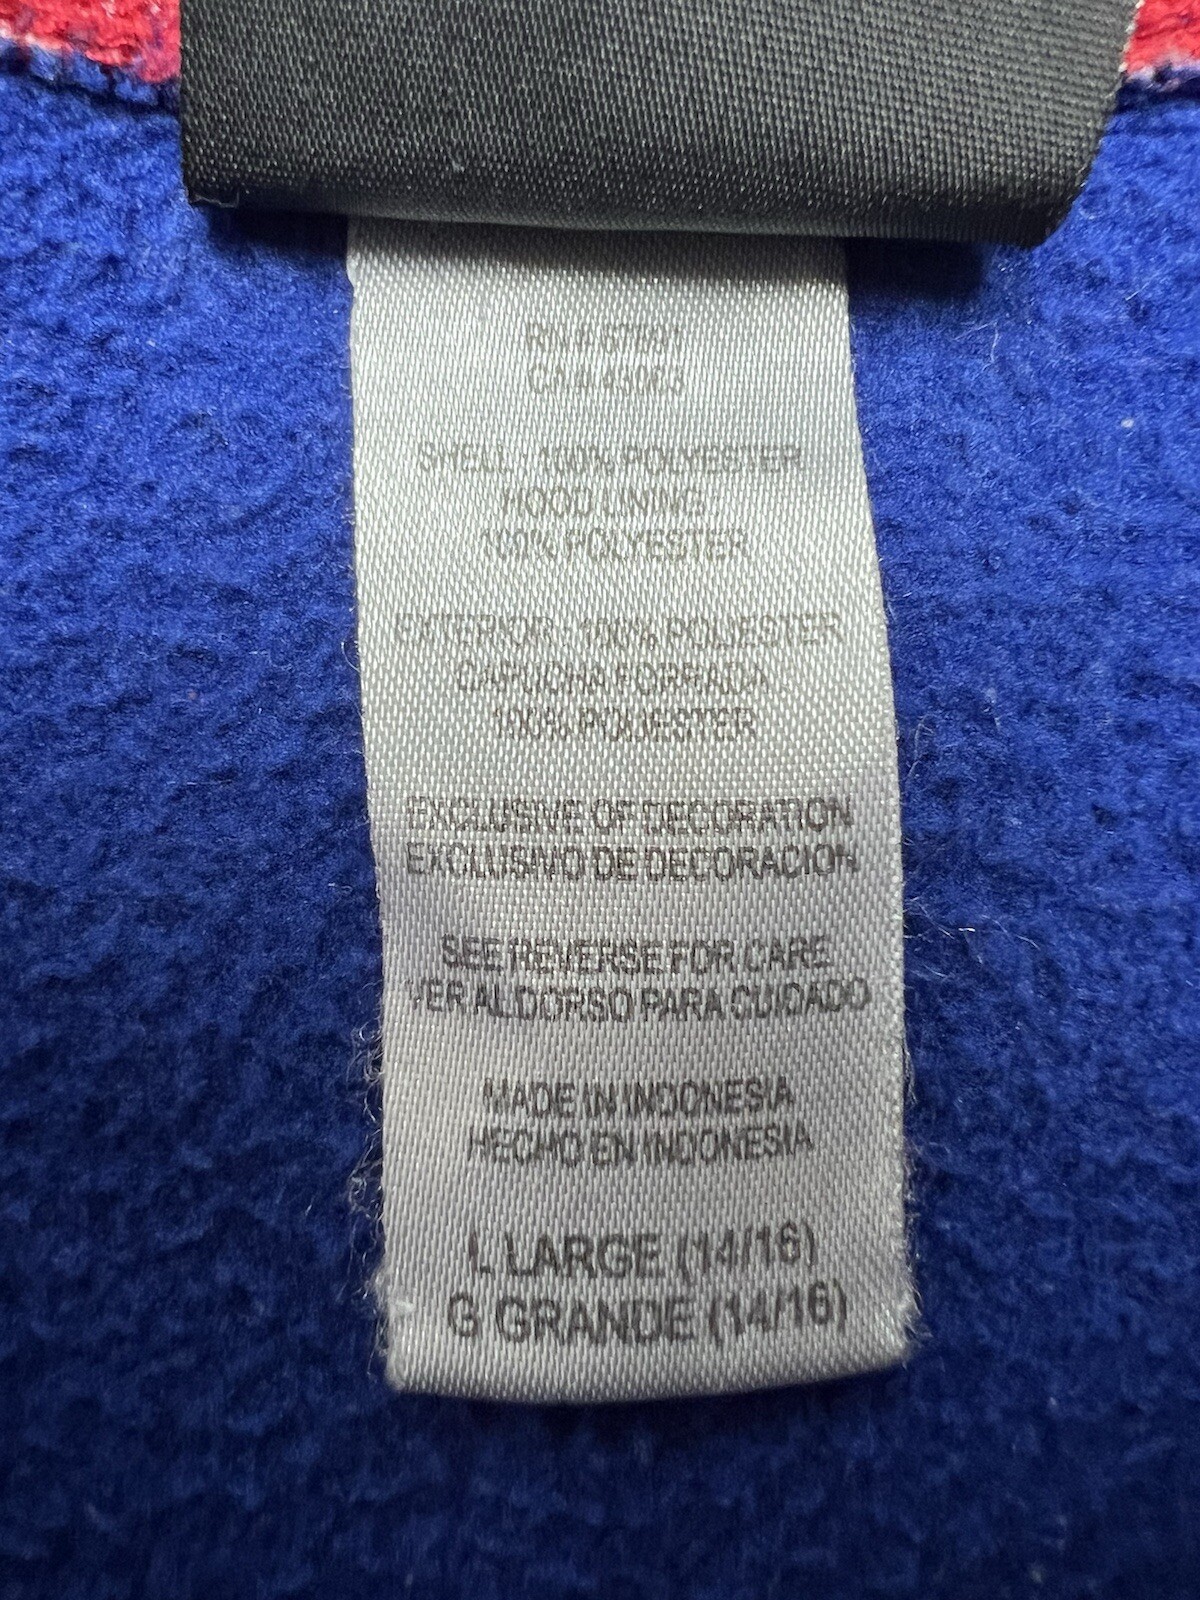 RN #
CA #
SHELL - 100% POLYESTER
HOOD LINING -
100% POLYESTER
EXTERIOR - 100% POLIESTER
CAPUCHA FORRADA
100% POLIESTER
EXCLUSIVE OF DECORATION
EXCLUSIVO DE DECORACION
SEE REVERSE FOR CARE
VER AL DORSO PARA CUIDADO
MADE IN INDONESIA
HECHO EN INDONESIA
L LARGE (14/16)
G GRANDE (14/16)